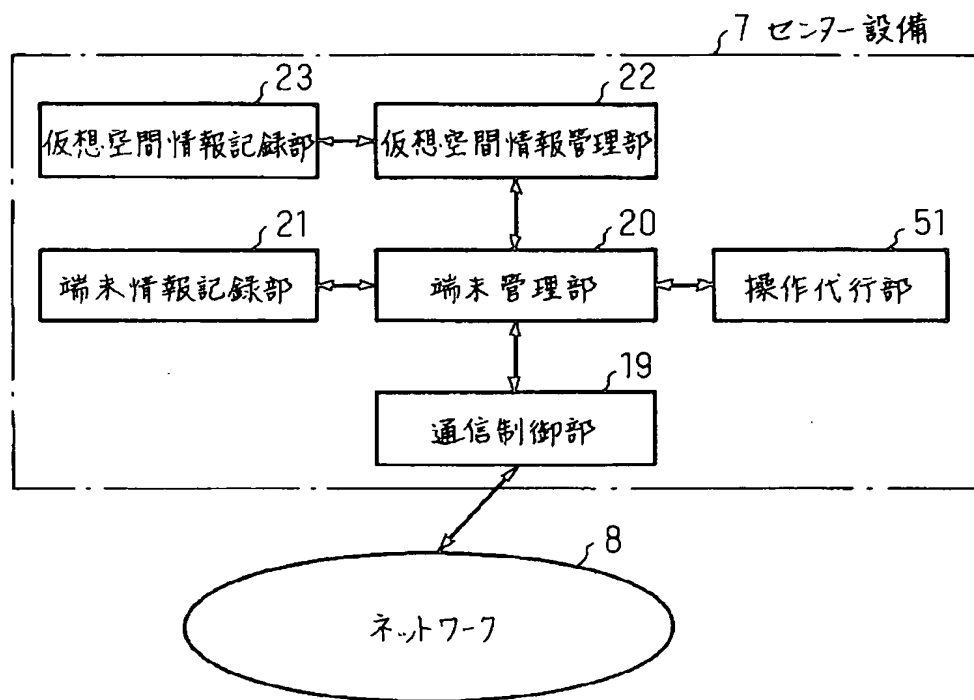 7 センター設備
23
仮想空間情報記録部
22
仮想空間情報管理部
21
端末情報記録部
20
端末管理部
51
操作代行部
19
通信制御部
8
ネットワーク